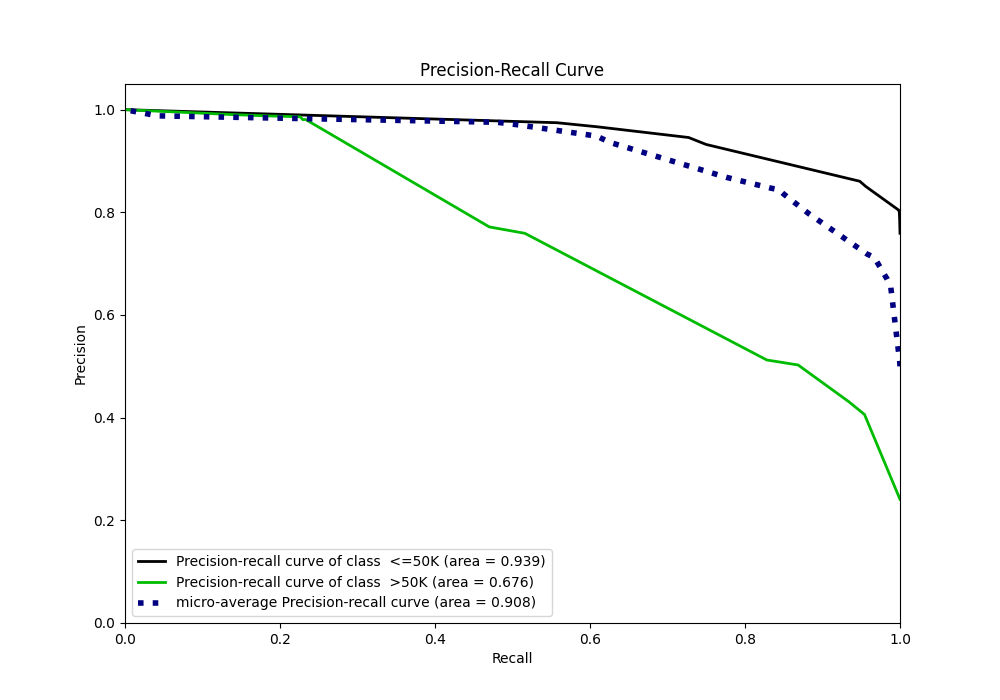 Precision-Recall Curve
1.0
0.8
0.6
0.4
0.2
0.0
Precision
Precision-recall curve of class  <=50K (area = 0.939)
Precision-recall curve of class  >50K (area = 0.676)
micro-average Precision-recall curve (area = 0.908)
0.0 0.2 0.4 0.6 0.8 1.0
Recall